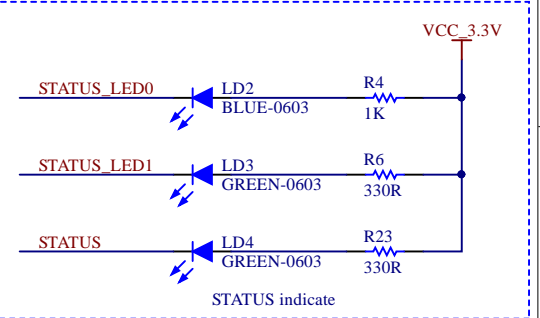 VCC_3.3V
STATUS_LED0
LD2
BLUE-0603
R4
1K
STATUS_LED1
LD3
GREEN-0603
R6
330R
STATUS
LD4
GREEN-0603
R23
330R
STATUS indicate